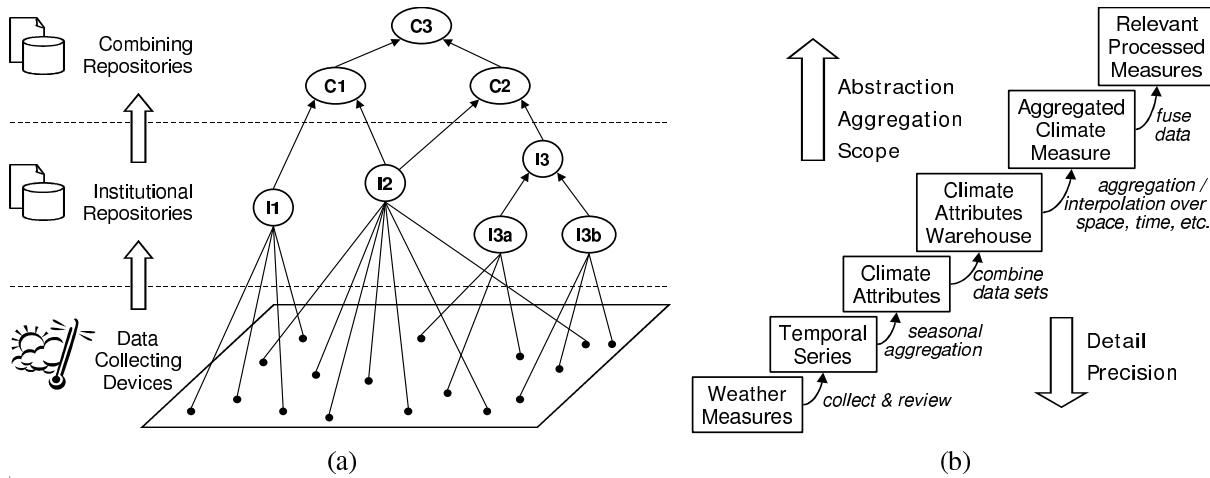 Combining
Repositories
Institutional
Repositories
Data
Collecting
Devices
C3
C1
C2
I3
I2
I1
I3a
I3b
(a)
Relevant
Processed
Measures
fuse
data
Aggregated
Climate
Measure
aggregation /
interpolation over
space, time, etc.
Climate
Attributes
Warehouse
combine
data sets
Climate
Attributes
seasonal
aggregation
Temporal
Series
collect & review
Weather
Measures
Abstraction
Aggregation
Scope
Detail
Precision
(b)